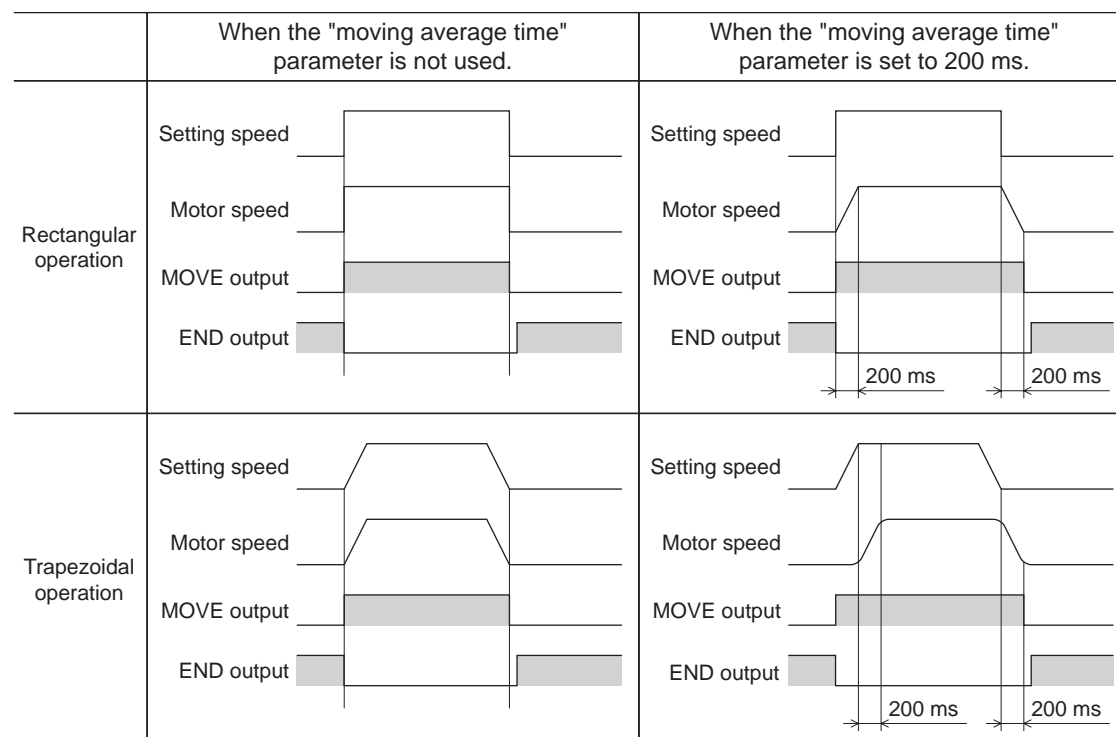 When the "moving average time"
parameter is not used.
When the "moving average time"
parameter is set to 200 ms.
Rectangular
operation
Setting speed
Motor speed
MOVE output
END output
Setting speed
Motor speed
MOVE output
END output
200 ms
200 ms
Trapezoidal
operation
Setting speed
Motor speed
MOVE output
END output
Setting speed
Motor speed
MOVE output
END output
200 ms
200 ms